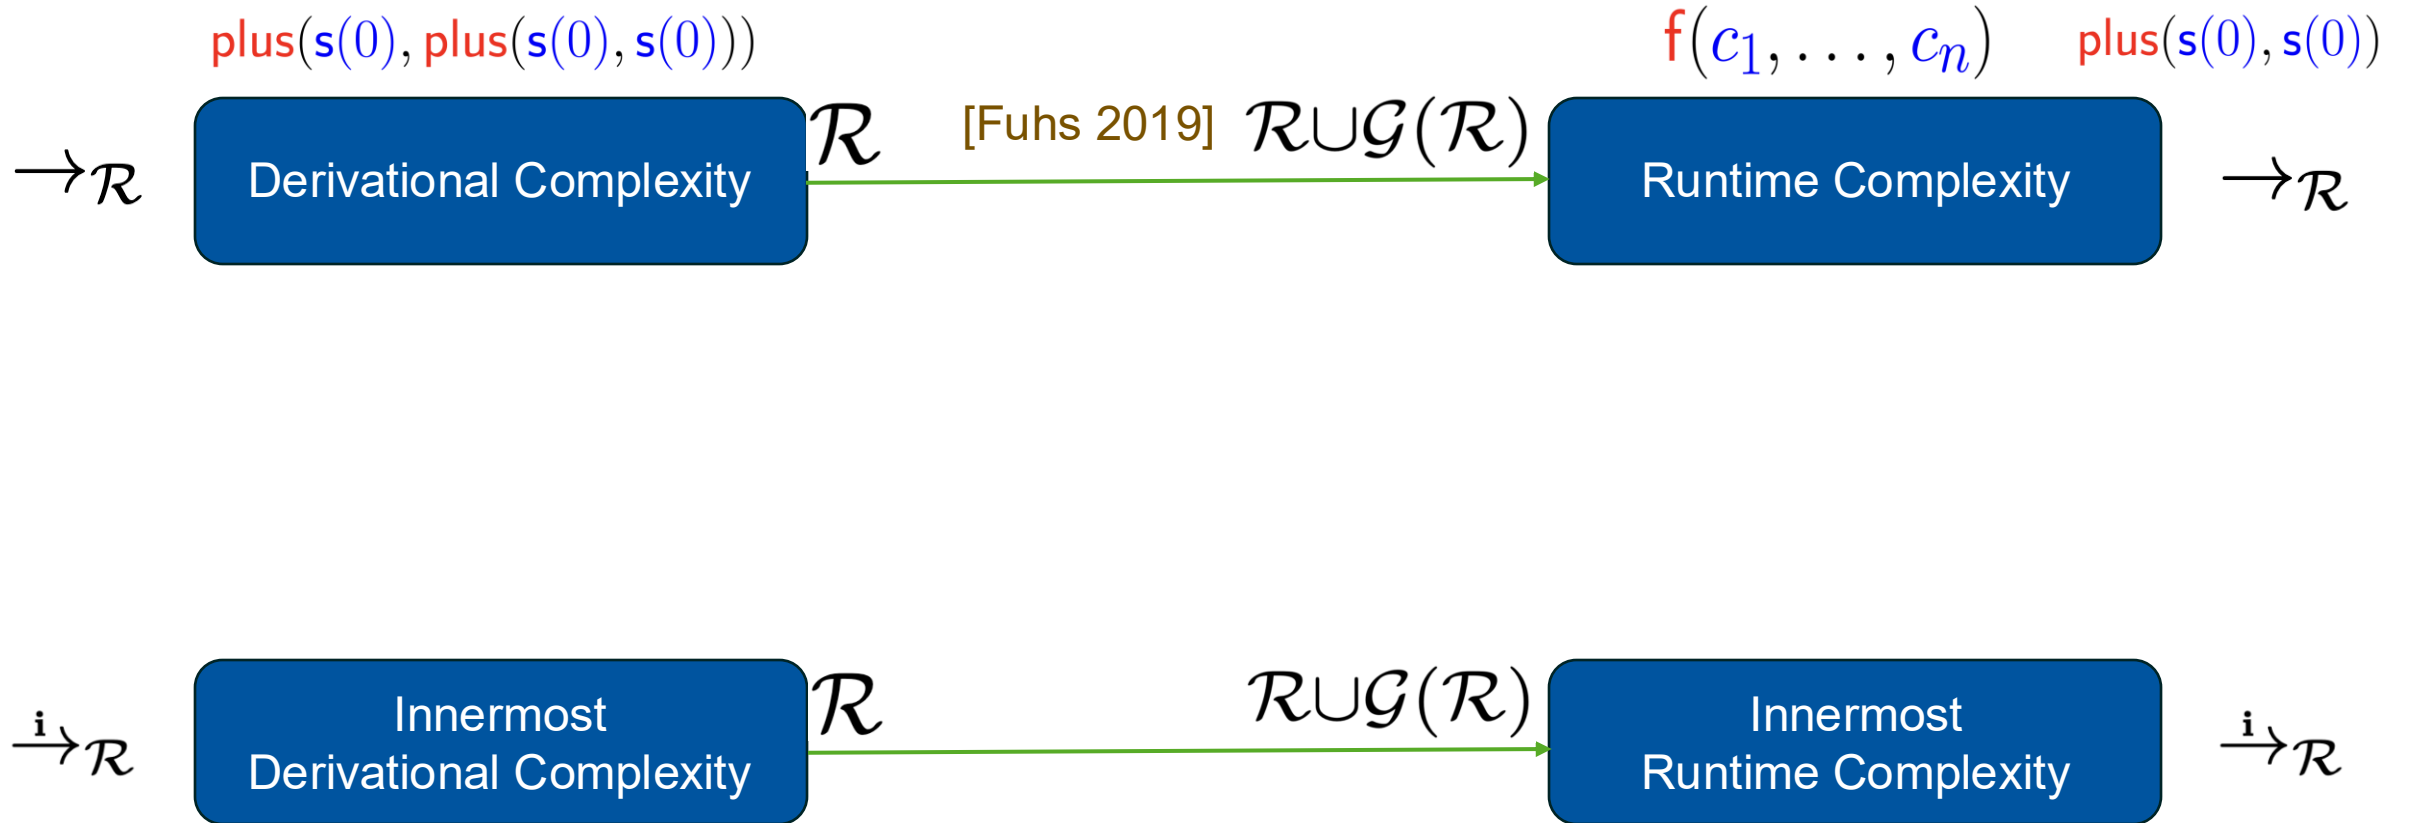 plus(s(0), plus(s(0), s(0)))
f(c₁, . . . , cₙ)
plus(s(0), s(0))
→ℛ
Derivational Complexity
ℛ
[Fuhs 2019]
ℛ∪𝒢(ℛ)
Runtime Complexity
→ℛ
i→ℛ
Innermost
Derivational Complexity
ℛ
ℛ∪𝒢(ℛ)
Innermost
Runtime Complexity
i→ℛ